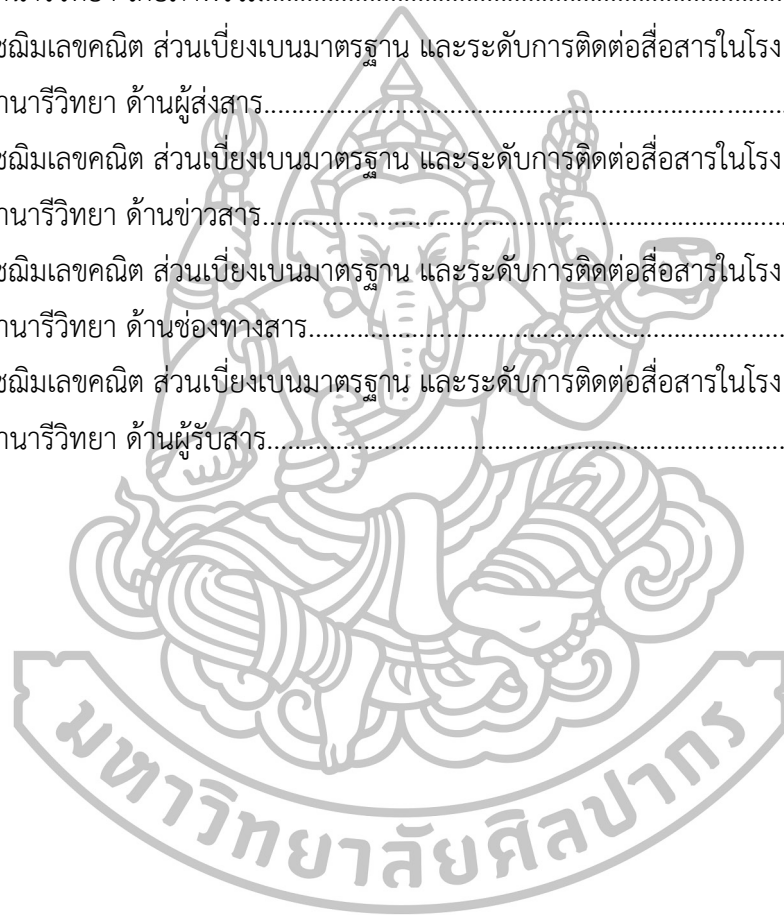 ชฌิมเลขคณิต ส่วนเบี่ยงเบนมาตรฐาน และระดับการติดต่อสื่อสารในโรง
านารีวิทยา ด้านผู้ส่งสาร................................................................................
ชฌิมเลขคณิต ส่วนเบี่ยงเบนมาตรฐาน และระดับการติดต่อสื่อสารในโรง
านารีวิทยา ด้านข่าวสาร................................................................................
ชฌิมเลขคณิต ส่วนเบี่ยงเบนมาตรฐาน และระดับการติดต่อสื่อสารในโรง
านารีวิทยา ด้านช่องทางสาร.........................................................................
ชฌิมเลขคณิต ส่วนเบี่ยงเบนมาตรฐาน และระดับการติดต่อสื่อสารในโรง
านารีวิทยา ด้านผู้รับสาร................................................................................
มหาวิทยาลัยศิลปากร